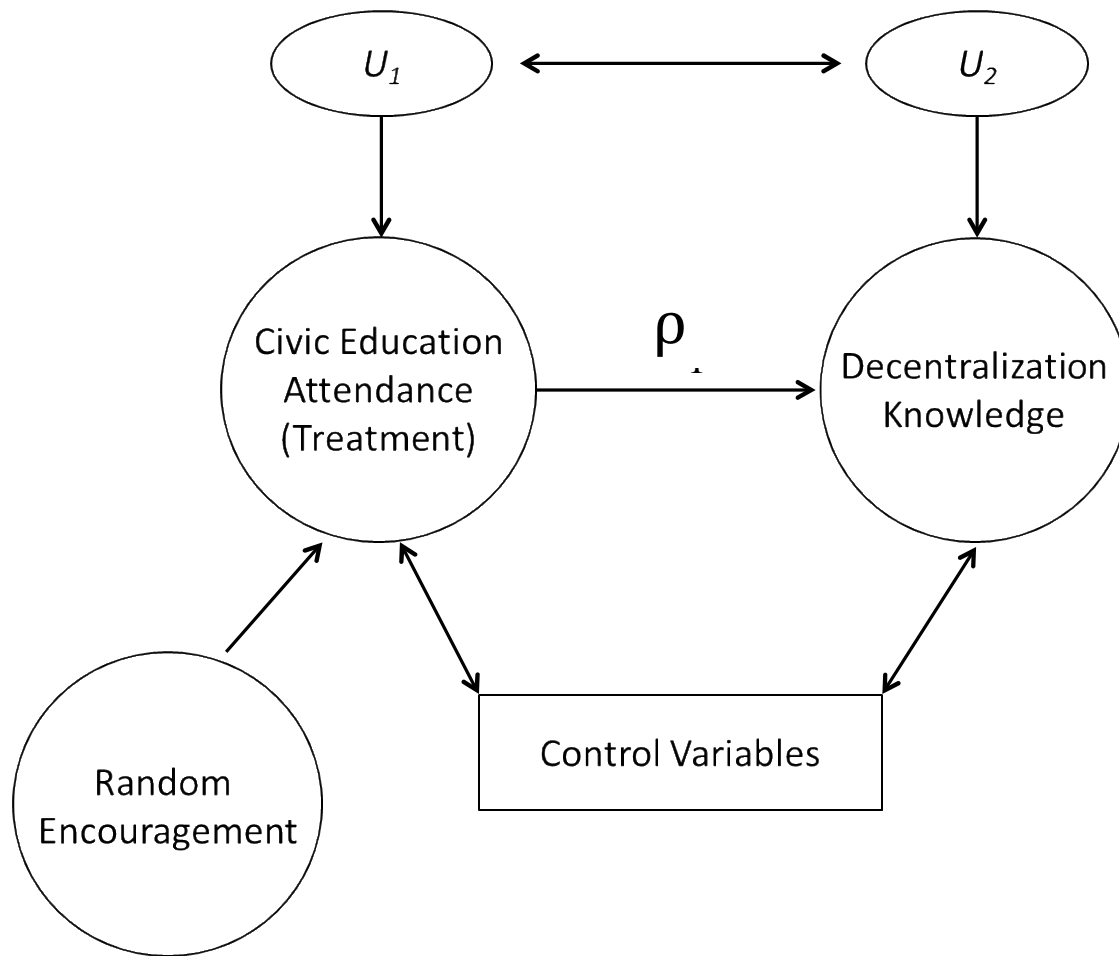 U₁
U₂
ρ
Civic Education
Attendance
(Treatment)
Decentralization
Knowledge
Control Variables
Random
Encouragement